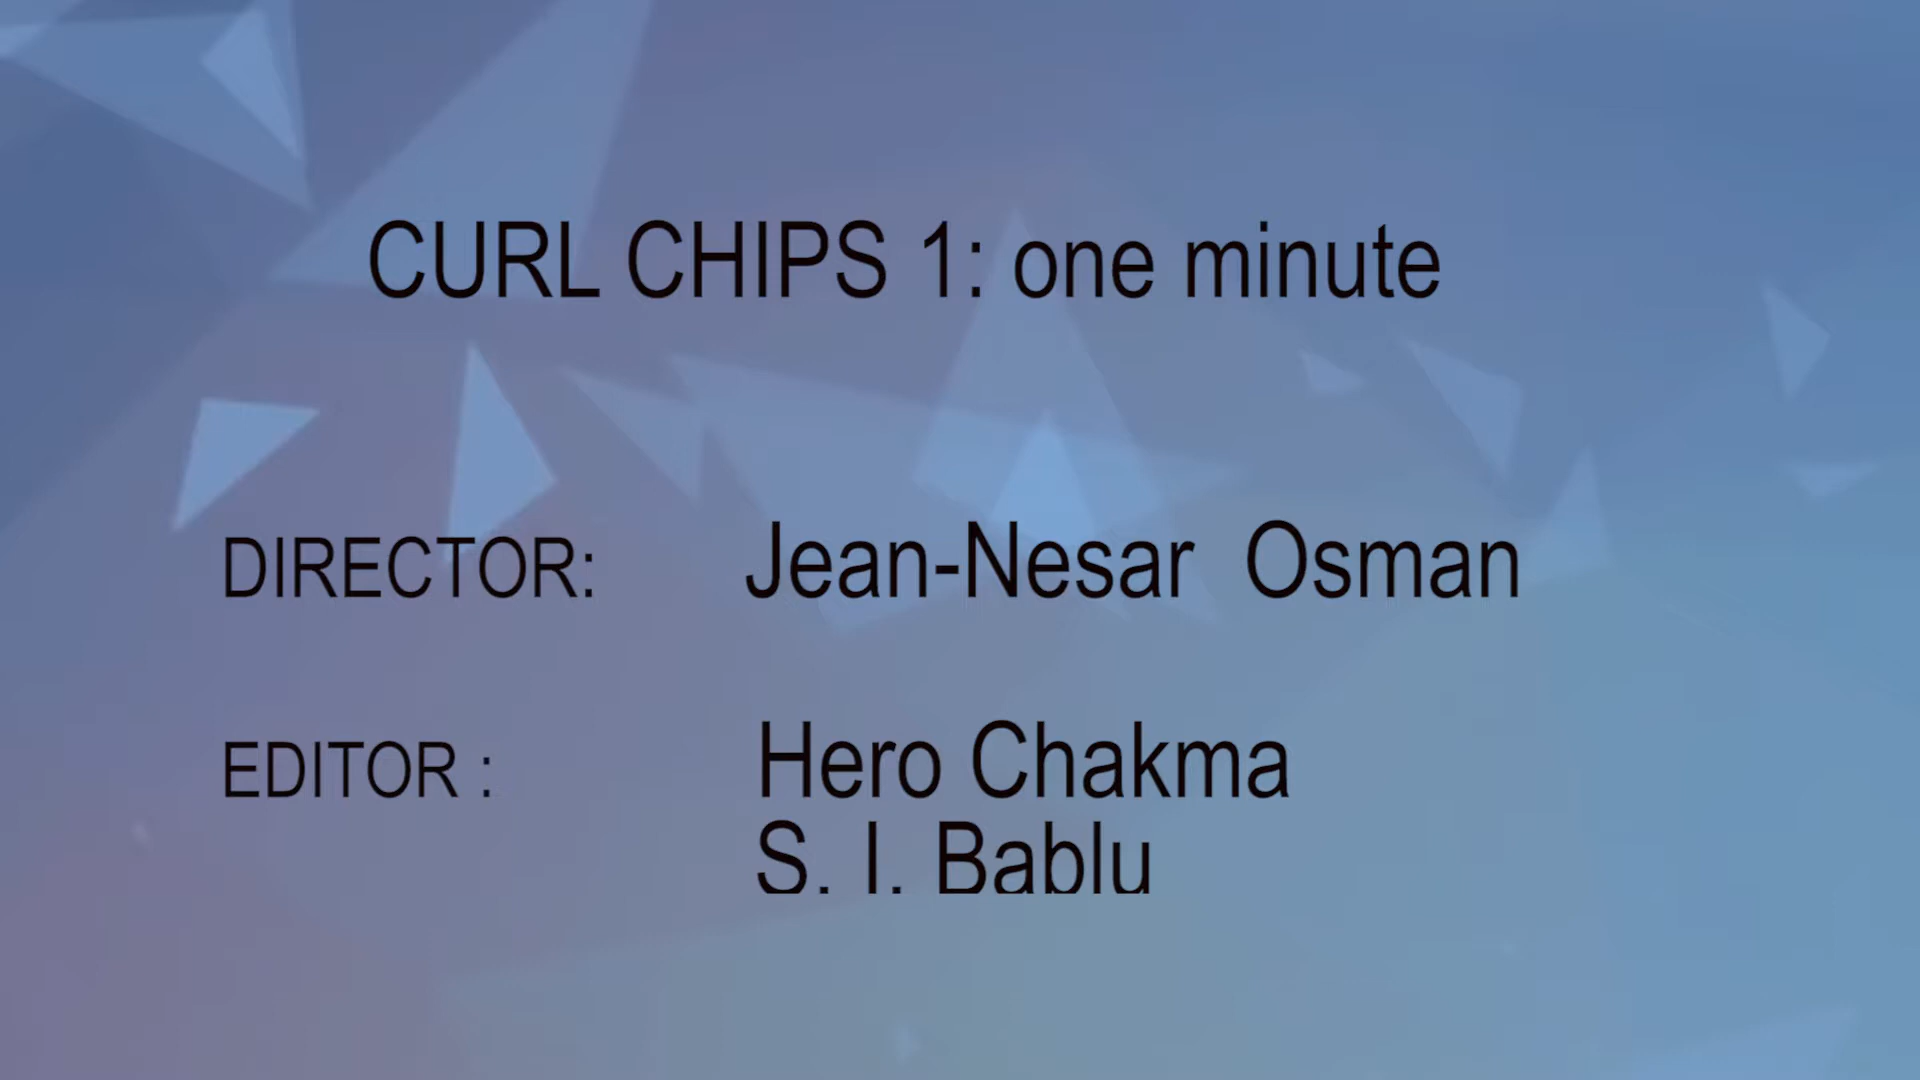 CURL CHIPS 1: one minute
DIRECTOR: Jean-Nesar Osman
EDITOR : Hero Chakma
S. I. Bablu